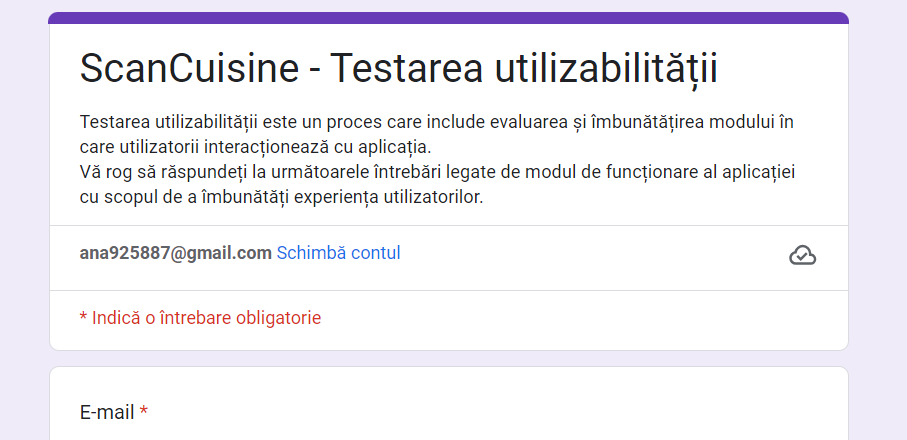 ScanCuisine - Testarea utilizabilității
Testarea utilizabilității este un proces care include evaluarea și îmbunătățirea modului în
care utilizatorii interacționează cu aplicația.
Vă rog să răspundeți la următoarele întrebări legate de modul de funcționare al aplicației
cu scopul de a îmbunătăți experiența utilizatorilor.
ana925887@gmail.com Schimbă contul
* Indică o întrebare obligatorie
E-mail *